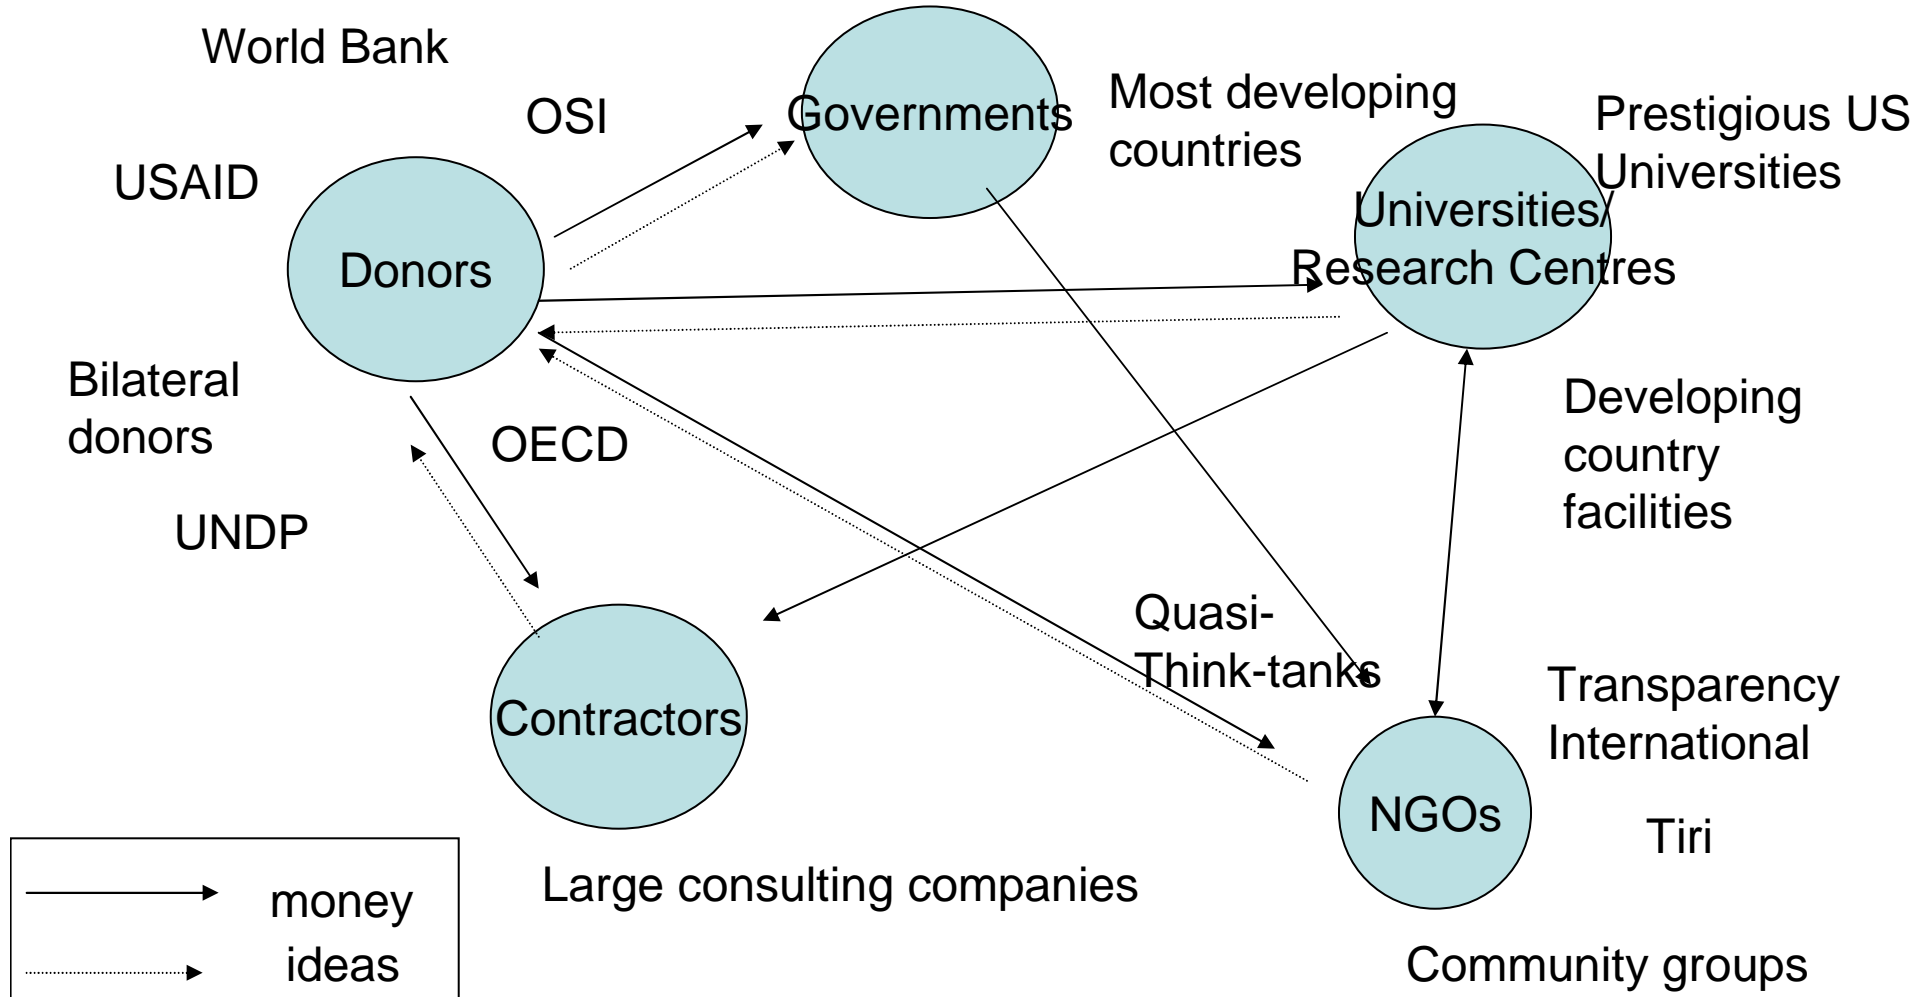 World Bank
OSI
USAID
Donors
Governments
Most developing
countries
Prestigious US
Universities
Universities/
Research Centres
Bilateral
donors
OECD
UNDP
Developing
country
facilities
Quasi-
Think-tanks
Contractors
Transparency
International
NGOs
Tiri
Large consulting companies
Community groups
money
ideas